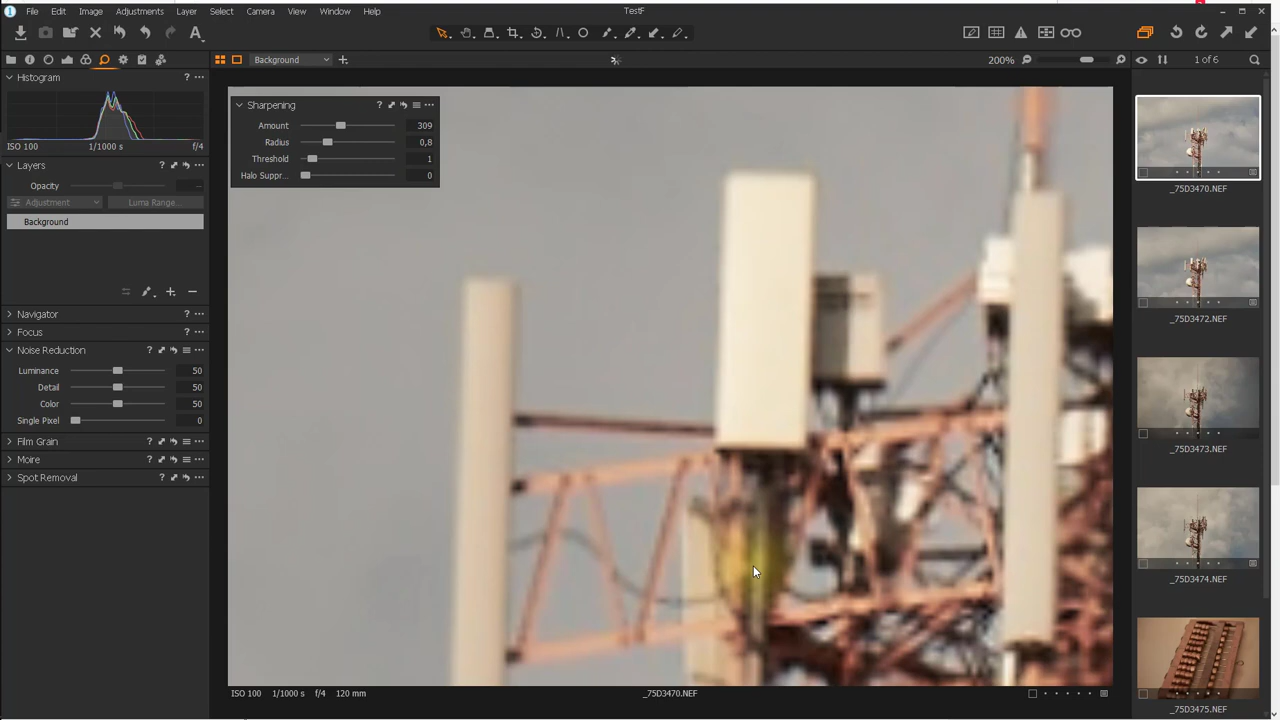 TestF
File Edit Image Adjustments Layer Select Camera View Window Help
Background
200%
1 of 6
Histogram
ISO 100 1/1000 s f/4
Layers
Opacity
Adjustment Luma Range...
Background
Navigator
Focus
Noise Reduction
Luminance 50
Detail 50
Color 50
Single Pixel 0
Film Grain
Moire
Spot Removal
Sharpening
Amount 309
Radius 0,8
Threshold 1
Halo Suppr... 0
ISO 100 1/1000 s f/4 120 mm
_75D3470.NEF
_75D3470.NEF
_75D3472.NEF
_75D3473.NEF
_75D3474.NEF
_75D3475.NEF